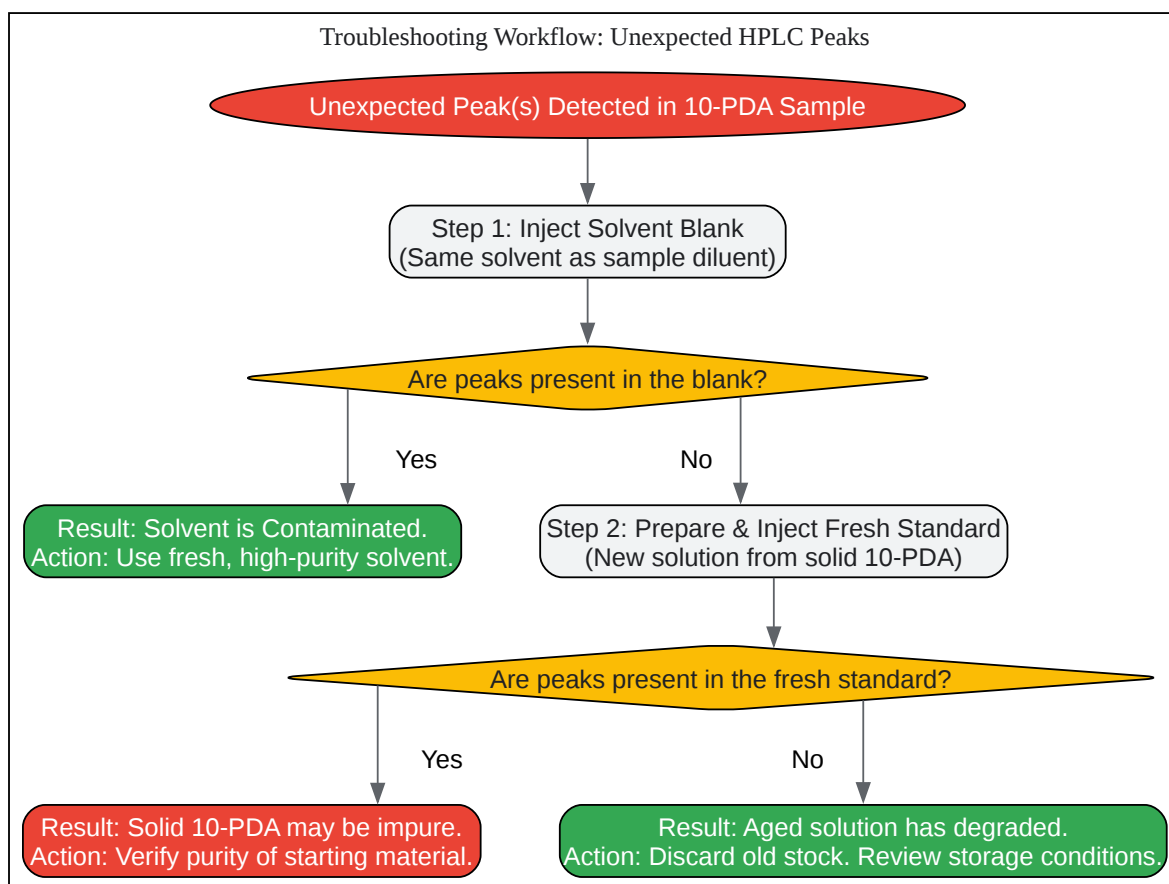 Troubleshooting Workflow: Unexpected HPLC Peaks
Unexpected Peak(s) Detected in 10-PDA Sample
Step 1: Inject Solvent Blank
(Same solvent as sample diluent)
Are peaks present in the blank?
Yes
No
Result: Solvent is Contaminated.
Action: Use fresh, high-purity solvent.
Step 2: Prepare & Inject Fresh Standard
(New solution from solid 10-PDA)
Are peaks present in the fresh standard?
Yes
No
Result: Solid 10-PDA may be impure.
Action: Verify purity of starting material.
Result: Aged solution has degraded.
Action: Discard old stock. Review storage conditions.